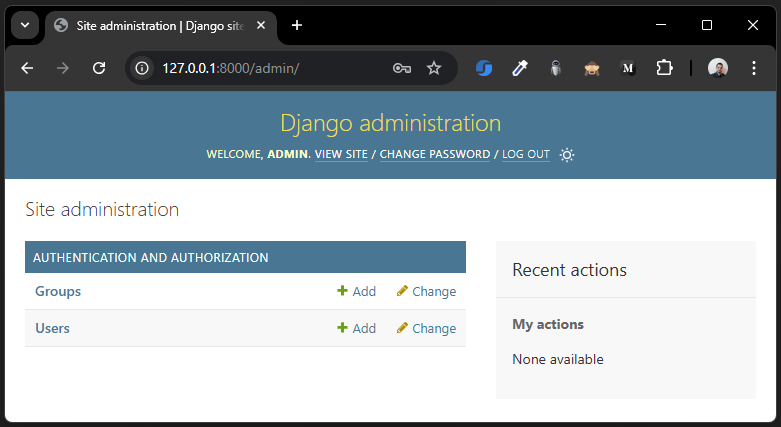 Site administration | Django site
127.0.0.1:8000/admin/
M
Django administration
WELCOME, ADMIN. VIEW SITE / CHANGE PASSWORD / LOG OUT
Site administration
AUTHENTICATION AND AUTHORIZATION
Groups Add Change
Users Add Change
Recent actions
My actions
None available